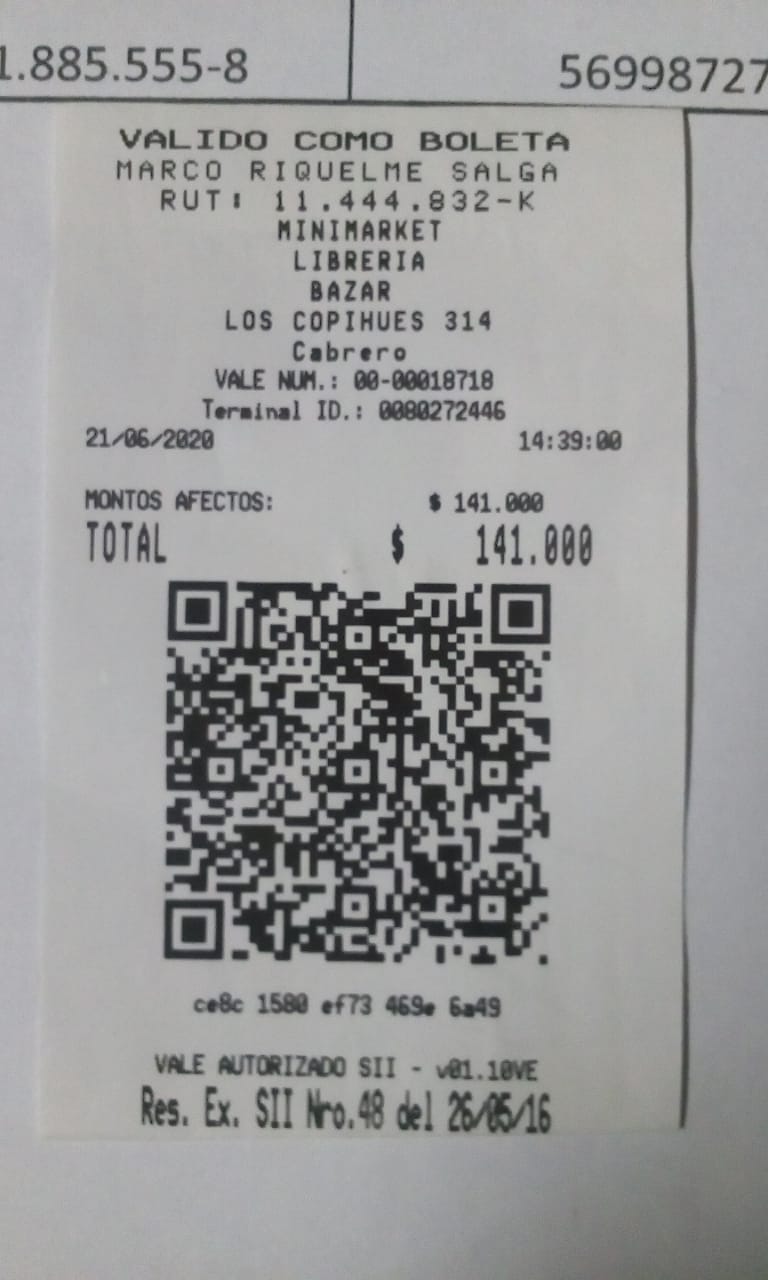 1.885.555-8 56998727
VALIDO COMO BOLETA
MARCO RIQUELME SALGA
RUT: 11.444.832-K
MINIMARKET
LIBRERIA
BAZAR
LOS COPIHUES 314
Cabrero
VALE NUM.: 00-00018718
Terminal ID.: 0080272446
21/06/2020 14:39:00
MONTOS AFECTOS: $ 141.000
TOTAL $ 141.000
ce8c 1580 ef73 469e 6a49
VALE AUTORIZADO SII - v01.10VE
Res. Ex. SII Nro.48 del 26/05/16